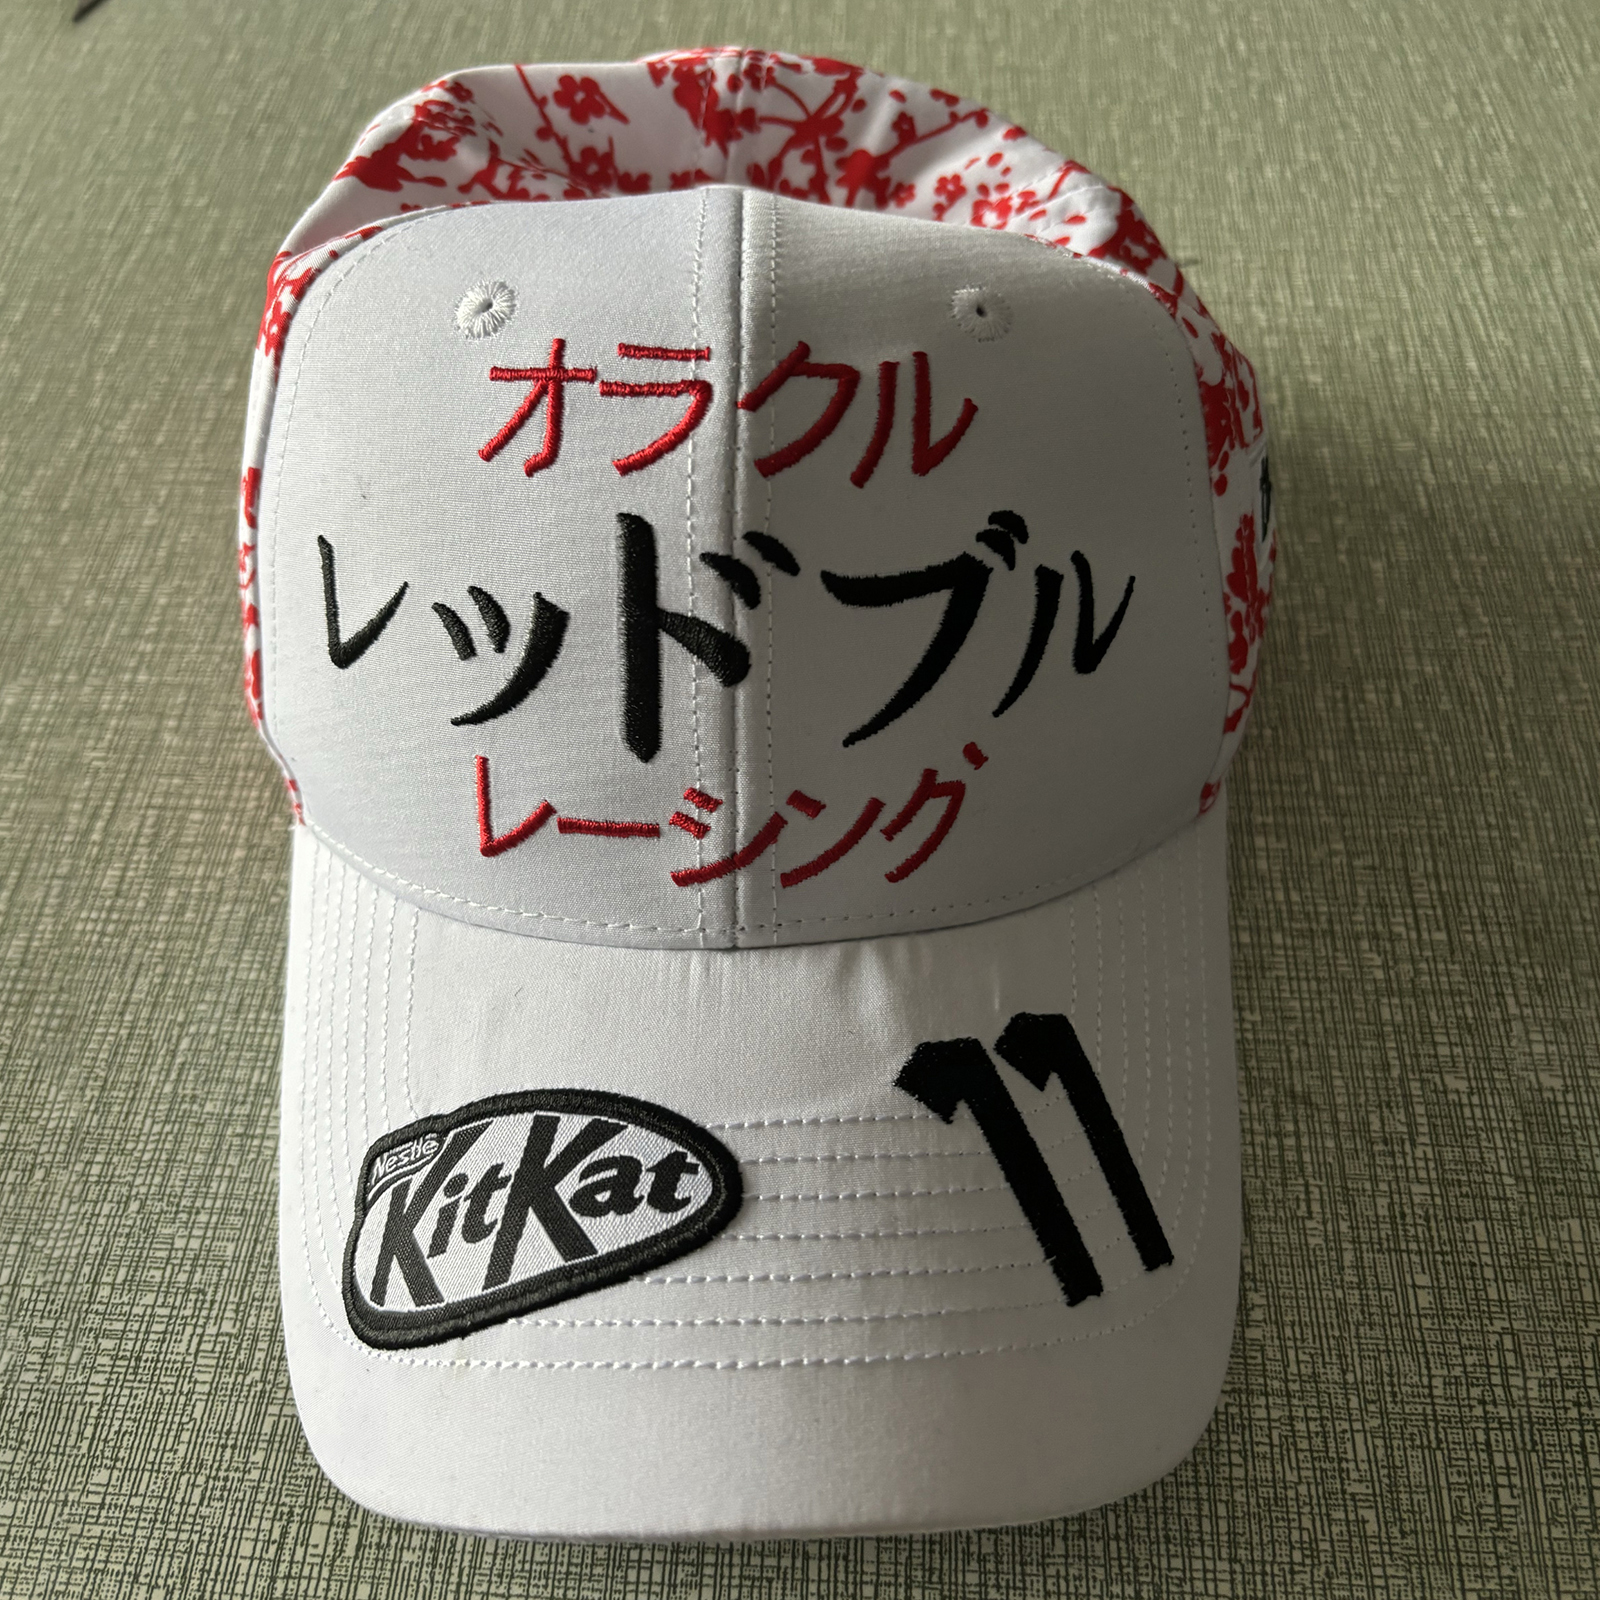 オラクル
レッドブル
レーシング
Nestlé
KitKat
11